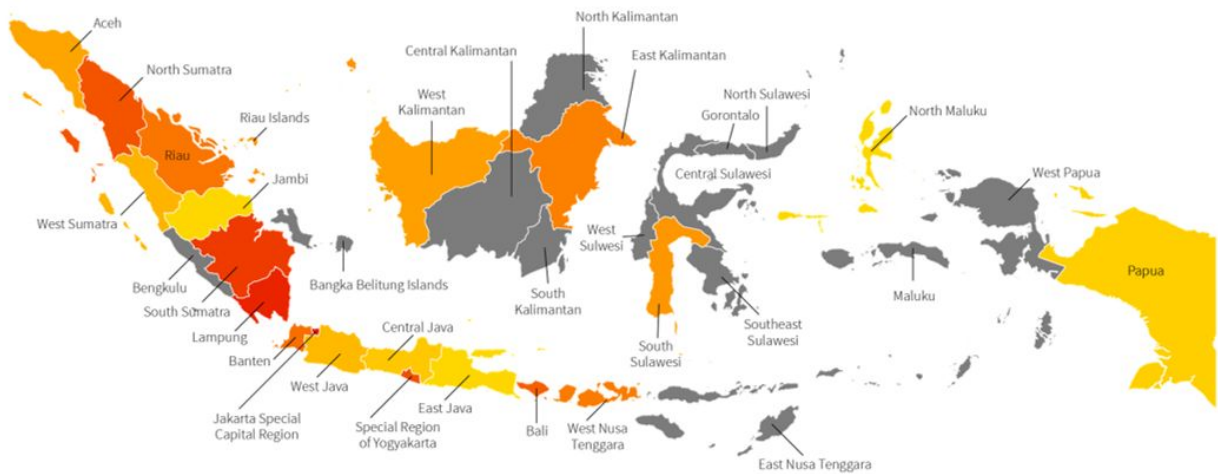 Aceh
North Sumatra
Riau Islands
Riau
Jambi
West Sumatra
Bengkulu
South Sumatra
Lampung
Bangka Belitung Islands
Banten
Jakarta Special
Capital Region
West Java
Central Java
Special Region
of Yogyakarta
East Java
Bali
West Nusa
Tenggara
East Nusa Tenggara
West
Kalimantan
Central Kalimantan
North Kalimantan
East Kalimantan
South
Kalimantan
Gorontalo
North Sulawesi
Central Sulawesi
West
Sulwesi
South
Sulawesi
Southeast
Sulawesi
North Maluku
Maluku
West Papua
Papua